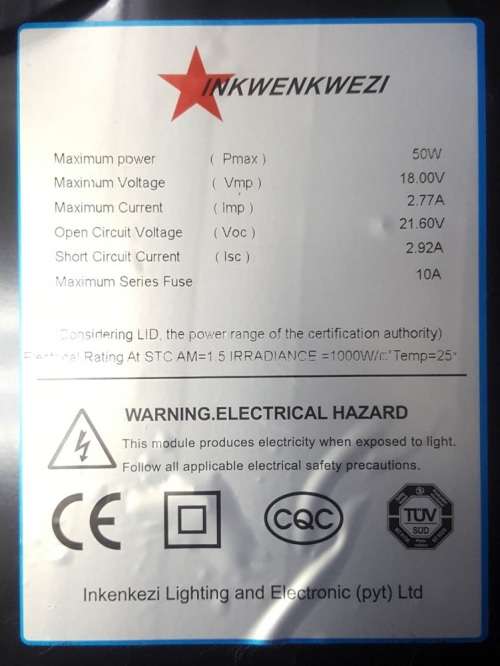 INKWENKWEZI
Maximum power ( Pmax ) 50W
Maximum Voltage ( Vmp ) 18.00V
Maximum Current ( Imp ) 2.77A
Open Circuit Voltage ( Voc ) 21.60V
Short Circuit Current ( Isc ) 2.92A
Maximum Series Fuse 10A
(Considering LID, the power range of the certification authority)
Electrical Rating At STC AM=1.5 IRRADIANCE =1000W/㎡ Temp=25°
WARNING.ELECTRICAL HAZARD
This module produces electricity when exposed to light.
Follow all applicable electrical safety precautions.
CE CQC TÜV
SÜD
Inkenkezi Lighting and Electronic (pyt) Ltd